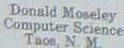 Donald Moseley
Computer Science
Taos, N. M.